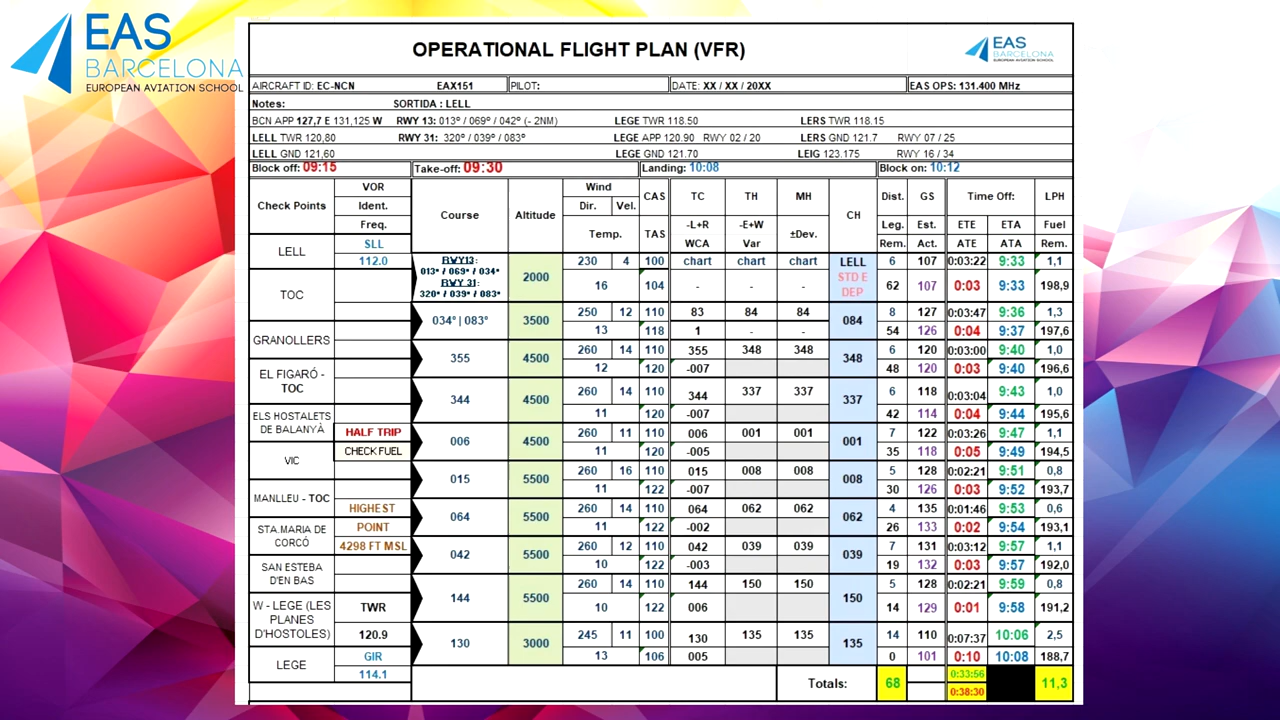 EAS
BARCELONA
EUROPEAN AVIATION SCHOOL
OPERATIONAL FLIGHT PLAN (VFR)
EAS
BARCELONA
EUROPEAN AVIATION SCHOOL
AIRCRAFT ID: EC-NCN EAX151 PILOT: DATE: XX / XX / 20XX EAS OPS: 131.400 MHz
Notes: SORTIDA : LELL
BCN APP 127,7 E 131,125 W RWY 13: 013º / 069º / 042º (- 2NM) LEGE TWR 118.50 LERS TWR 118.15
LELL TWR 120,80 RWY 31: 320º / 039º / 083º LEGE APP 120.90 RWY 02 / 20 LERS GND 121.7 RWY 07 / 25
LELL GND 121,60 LEGE GND 121.70 LEIG 123.175 RWY 16 / 34
Block off: 09:15 Take-off: 09:30 Landing: 10:08 Block on: 10:12
Check Points VOR Ident. Freq. Course Altitude Wind Dir. Vel. Temp. CAS TAS TC -L+R WCA TH -E+W Var MH ±Dev. CH Dist. Leg. Rem. GS Est. Act. Time Off: ETE ATE ETA ATA LPH Fuel Rem.
LELL SLL
112.0 RWY13: 013º / 069º / 034º RWY 31: 320º / 039º / 083º 2000 230 4 100 chart chart chart LELL STD E DEP 6 107 0:03:22 9:33 1,1
16 104 - - - 62 107 0:03 9:33 198,9
TOC 034º | 083º 3500 250 12 110 83 84 84 084 8 127 0:03:47 9:36 1,3
13 118 1 - - 54 126 0:04 9:37 197,6
GRANOLLERS 355 4500 260 14 110 355 348 348 348 6 120 0:03:00 9:40 1,0
12 120 -007 48 120 0:03 9:40 196,6
EL FIGARÓ - TOC 344 4500 260 14 110 344 337 337 337 6 118 0:03:04 9:43 1,0
11 120 -007 42 114 0:04 9:44 195,6
ELS HOSTALETS DE BALANYÀ HALF TRIP 006 4500 260 11 110 006 001 001 001 7 122 0:03:26 9:47 1,1
CHECK FUEL 11 120 -005 35 118 0:05 9:49 194,5
VIC 015 5500 260 16 110 015 008 008 008 5 128 0:02:21 9:51 0,8
11 122 -007 30 126 0:03 9:52 193,7
MANLLEU - TOC HIGHEST 064 5500 260 14 110 064 062 062 062 4 135 0:01:46 9:53 0,6
POINT 11 122 -002 26 133 0:02 9:54 193,1
STA.MARIA DE CORCÓ 4298 FT MSL 042 5500 260 12 110 042 039 039 039 7 131 0:03:12 9:57 1,1
10 122 -003 19 132 0:03 9:57 192,0
SAN ESTEBA D'EN BAS 144 5500 260 14 110 144 150 150 150 5 128 0:02:21 9:59 0,8
10 122 006 14 129 0:01 9:58 191,2
W - LEGE (LES PLANES D'HOSTOLES) TWR
120.9 130 3000 245 11 100 130 135 135 135 14 110 0:07:37 10:06 2,5
LEGE GIR 13 106 005 0 101 0:10 10:08 188,7
114.1 Totals: 68 0:33:56 11,3
0:38:30